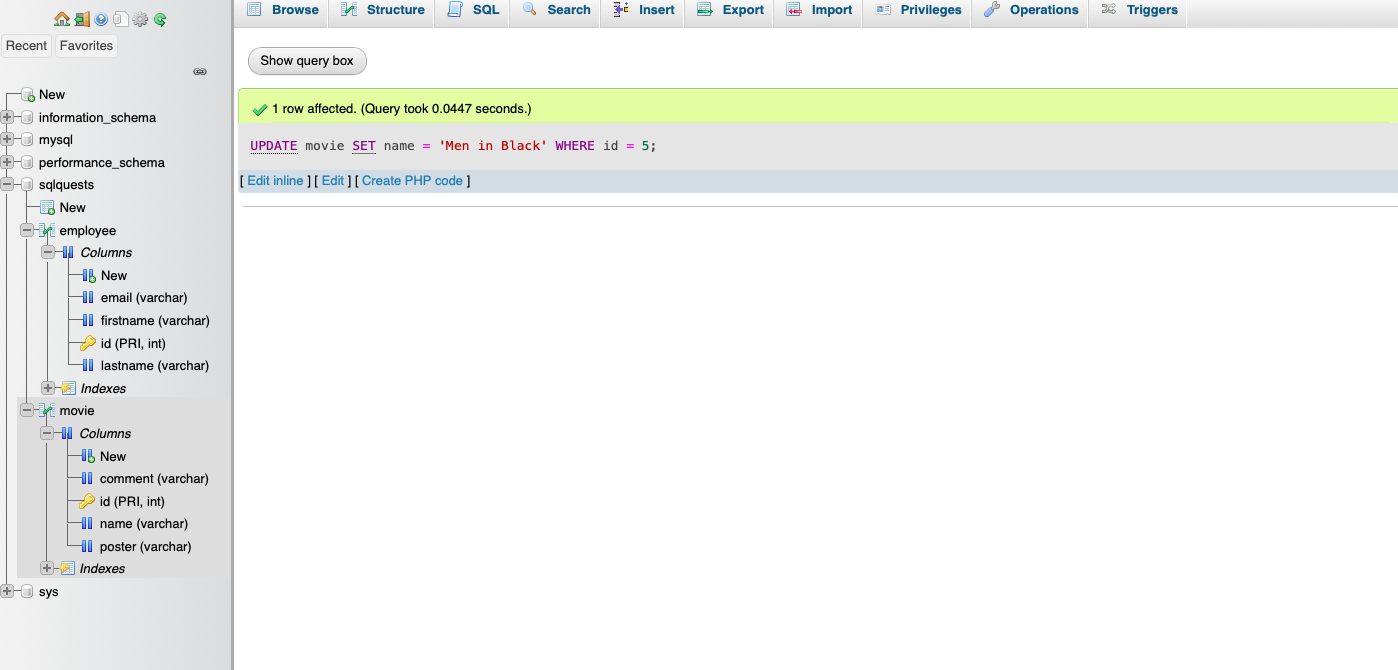 Browse Structure SQL Search Insert Export Import Privileges Operations Triggers
Recent Favorites
Show query box
New
information_schema
mysql
performance_schema
sqlquests
New
employee
Columns
New
email (varchar)
firstname (varchar)
id (PRI, int)
lastname (varchar)
Indexes
movie
Columns
New
comment (varchar)
id (PRI, int)
name (varchar)
poster (varchar)
Indexes
sys
1 row affected. (Query took 0.0447 seconds.)
UPDATE movie SET name = 'Men in Black' WHERE id = 5;
[ Edit inline ] [ Edit ] [ Create PHP code ]